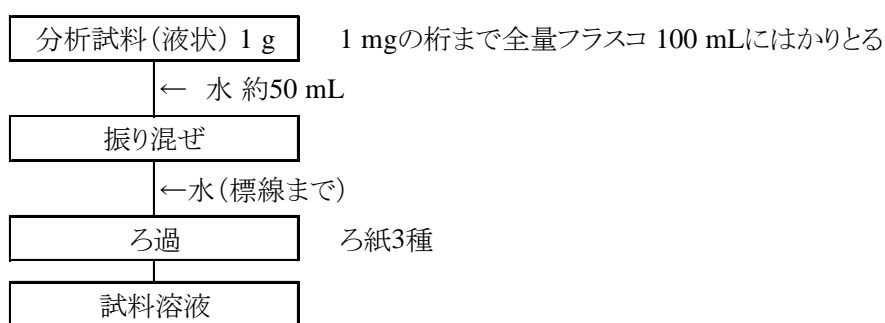 分析試料(液状) 1 g　1 mgの桁まで全量フラスコ 100 mLにはかりとる
← 水 約50 mL
振り混ぜ
←水(標線まで)
ろ過　ろ紙3種
試料溶液